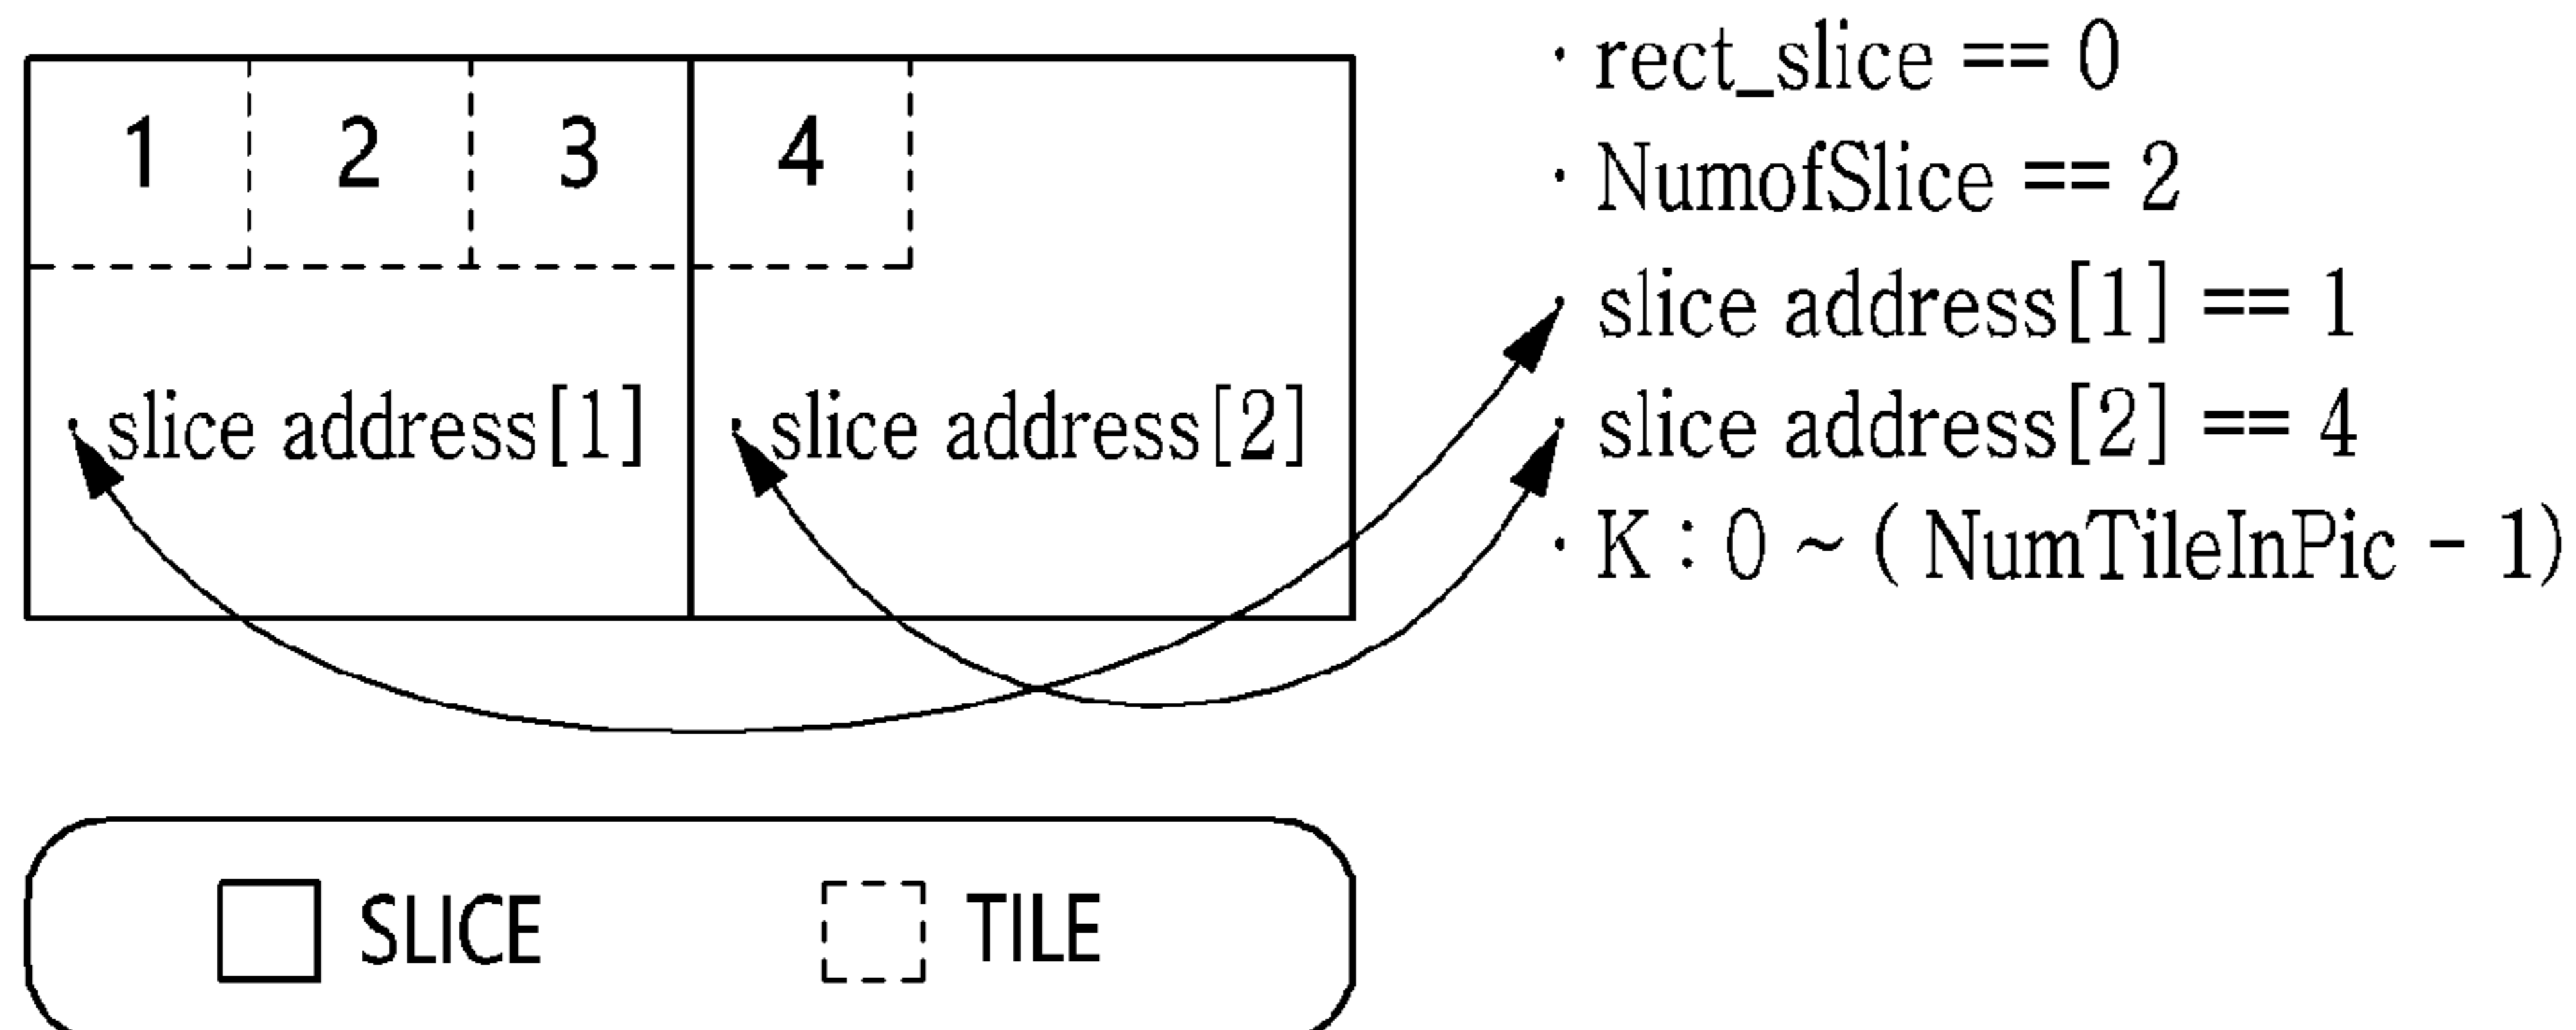 1 2 3 4
slice address[1] slice address[2]
· rect_slice == 0
· NumofSlice == 2
· slice address[1] == 1
· slice address[2] == 4
· K : 0 ~ ( NumTileInPic - 1)
SLICE TILE